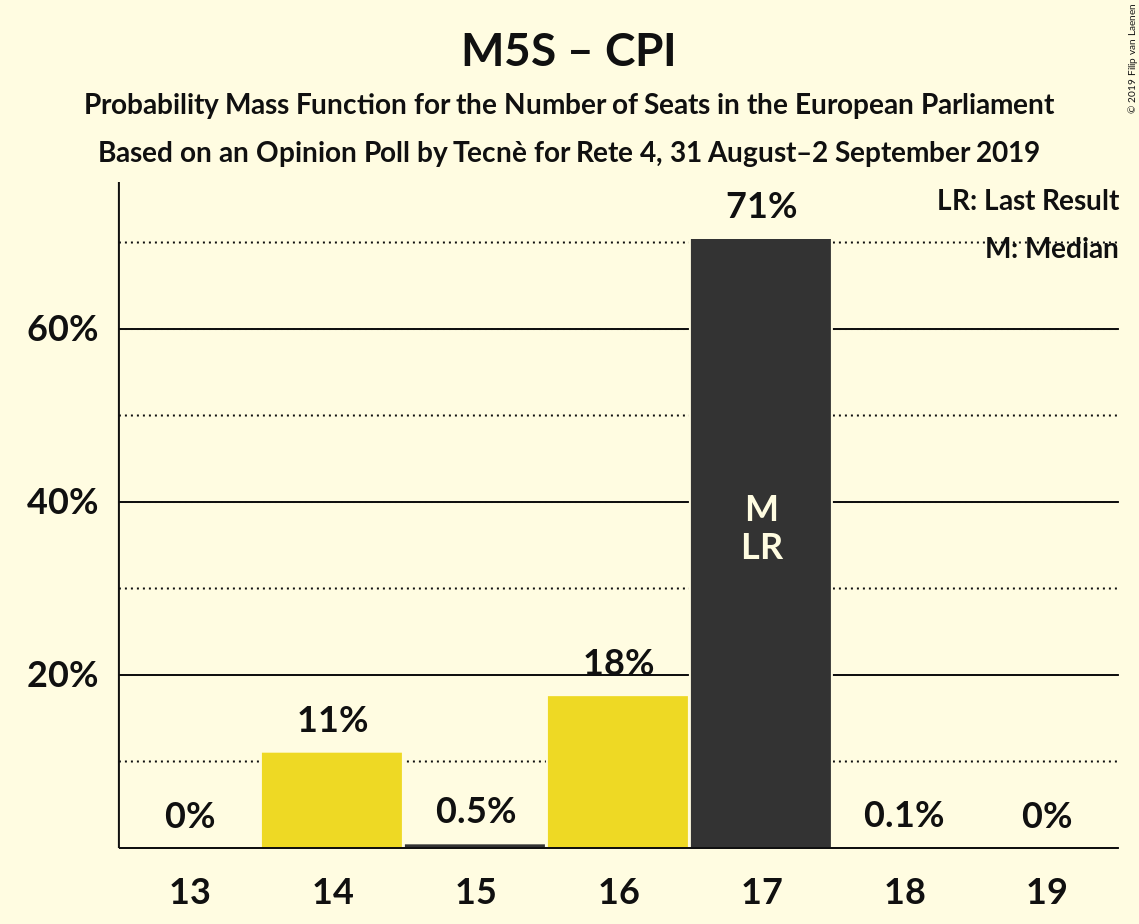 M5S – CPI
Probability Mass Function for the Number of Seats in the European Parliament
Based on an Opinion Poll by Tecnè for Rete 4, 31 August–2 September 2019
© 2019 Filip van Laenen
LR: Last Result
M: Median
60%
40%
20%
0%
11%
0.5%
18%
71%
0.1%
0%
M
LR
13 14 15 16 17 18 19